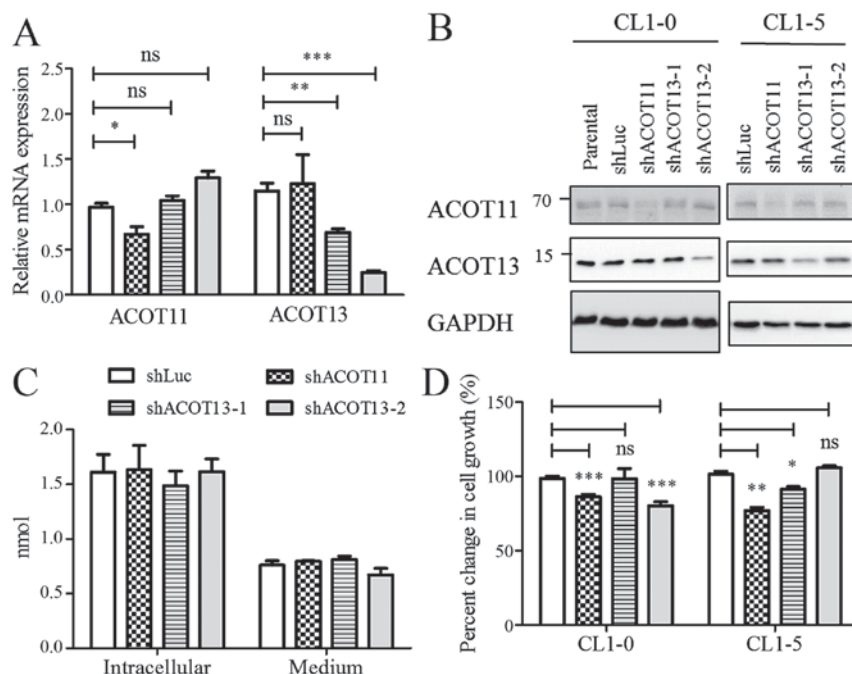 A
Relative mRNA expression
2.5
2.0
1.5
1.0
0.5
0.0
ns
ns
*
***
**
ns
ACOT11
ACOT13
B
CL1-0
CL1-5
Parental
shLuc
shACOT11
shACOT13-1
shACOT13-2
shLuc
shACOT11
shACOT13-1
shACOT13-2
ACOT11
70
ACOT13
15
GAPDH
C
shLuc
shACOT11
shACOT13-1
shACOT13-2
nmol
2.0
1.5
1.0
0.5
0.0
Intracellular
Medium
D
Percent change in cell growth (%)
150
100
50
0
***
ns
***
**
*
ns
CL1-0
CL1-5